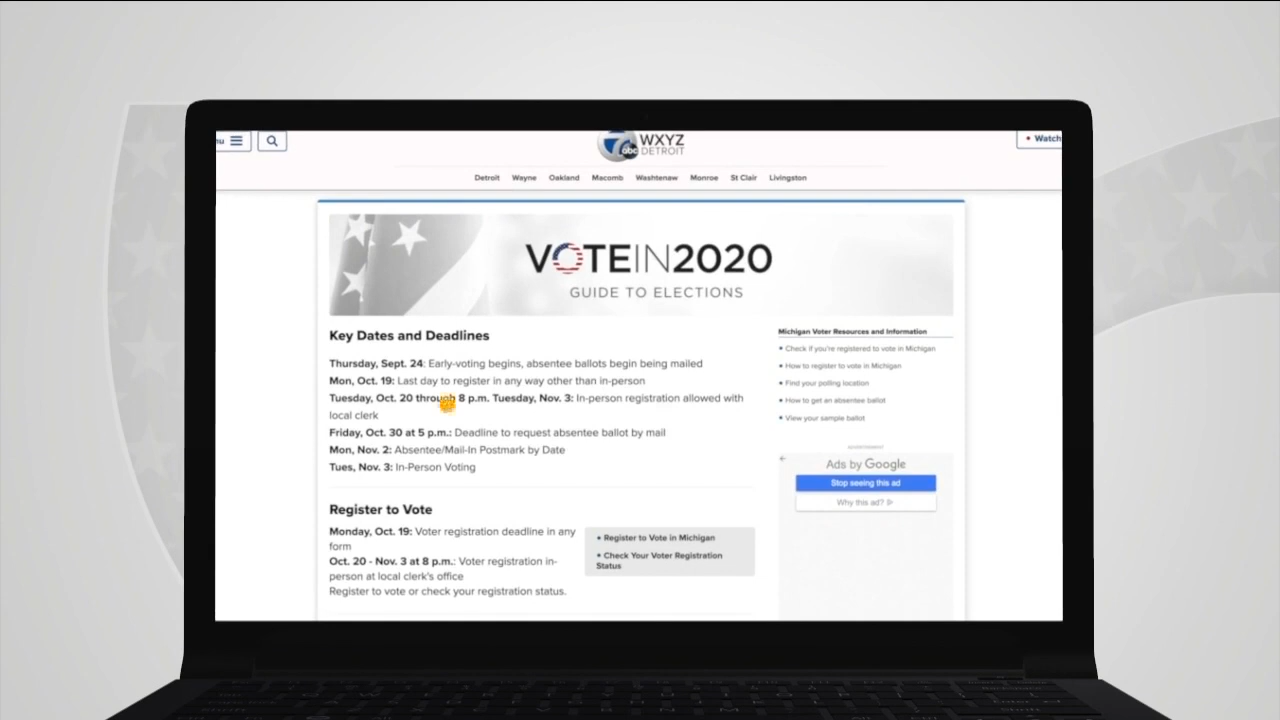 nu
7
abc
WXYZ
DETROIT
Watch
Detroit Wayne Oakland Macomb Washtenaw Monroe St Clair Livingston
VOTEIN2020
GUIDE TO ELECTIONS
Key Dates and Deadlines
Thursday, Sept. 24: Early-voting begins, absentee ballots begin being mailed
Mon, Oct. 19: Last day to register in any way other than in-person
Tuesday, Oct. 20 through 8 p.m. Tuesday, Nov. 3: In-person registration allowed with
local clerk
Friday, Oct. 30 at 5 p.m.: Deadline to request absentee ballot by mail
Mon, Nov. 2: Absentee/Mail-In Postmark by Date
Tues, Nov. 3: In-Person Voting
Register to Vote
Monday, Oct. 19: Voter registration deadline in any
form
Oct. 20 - Nov. 3 at 8 p.m.: Voter registration in-
person at local clerk's office
Register to vote or check your registration status.
• Register to Vote in Michigan
• Check Your Voter Registration
Status
Michigan Voter Resources and Information
• Check if you're registered to vote in Michigan
• How to register to vote in Michigan
• Find your polling location
• How to get an absentee ballot
• View your sample ballot
ADVERTISEMENT
Ads by Google
Stop seeing this ad
Why this ad?